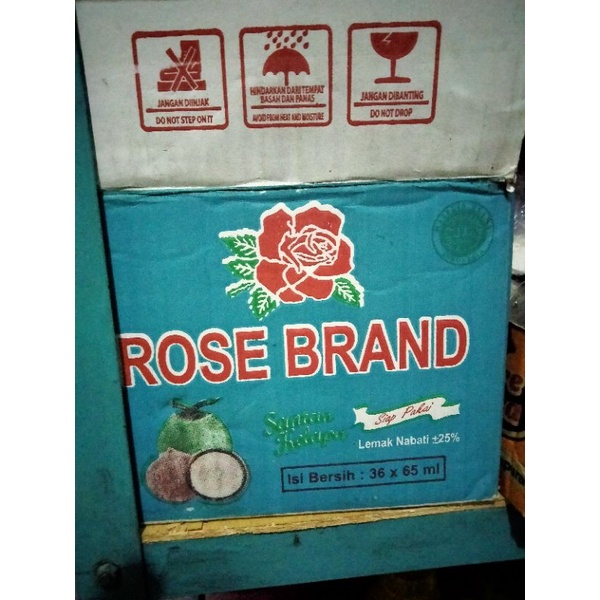 JANGAN DIINJAK
DO NOT STEP ON IT
HINDARKAN DARI TEMPAT
BASAH DAN PANAS
AVOID FROM HEAT AND MOISTURE
JANGAN DIBANTING
DO NOT DROP
ROSE BRAND
Santan
Kelapa
Siap Pakai
Lemak Nabati ±25%
Isi Bersih : 36 x 65 ml